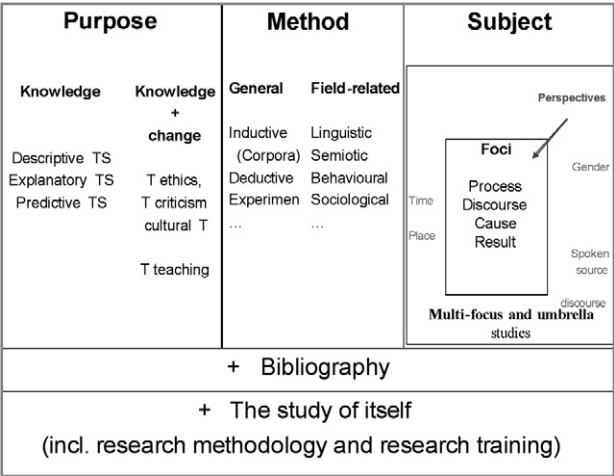 Purpose
Knowledge
Descriptive TS
Explanatory TS
Predictive TS
Knowledge
+
change
T ethics,
T criticism
cultural T
T teaching
Method
General
Inductive
(Corpora)
Deductive
Experimen
...
Field-related
Linguistic
Semiotic
Behavioural
Sociological
...
Subject
Perspectives
Foci
Process
Discourse
Cause
Result
Time
Place
Gender
Spoken
source
discourse
Multi-focus and umbrella
studies
+ Bibliography
+ The study of itself
(incl. research methodology and research training)